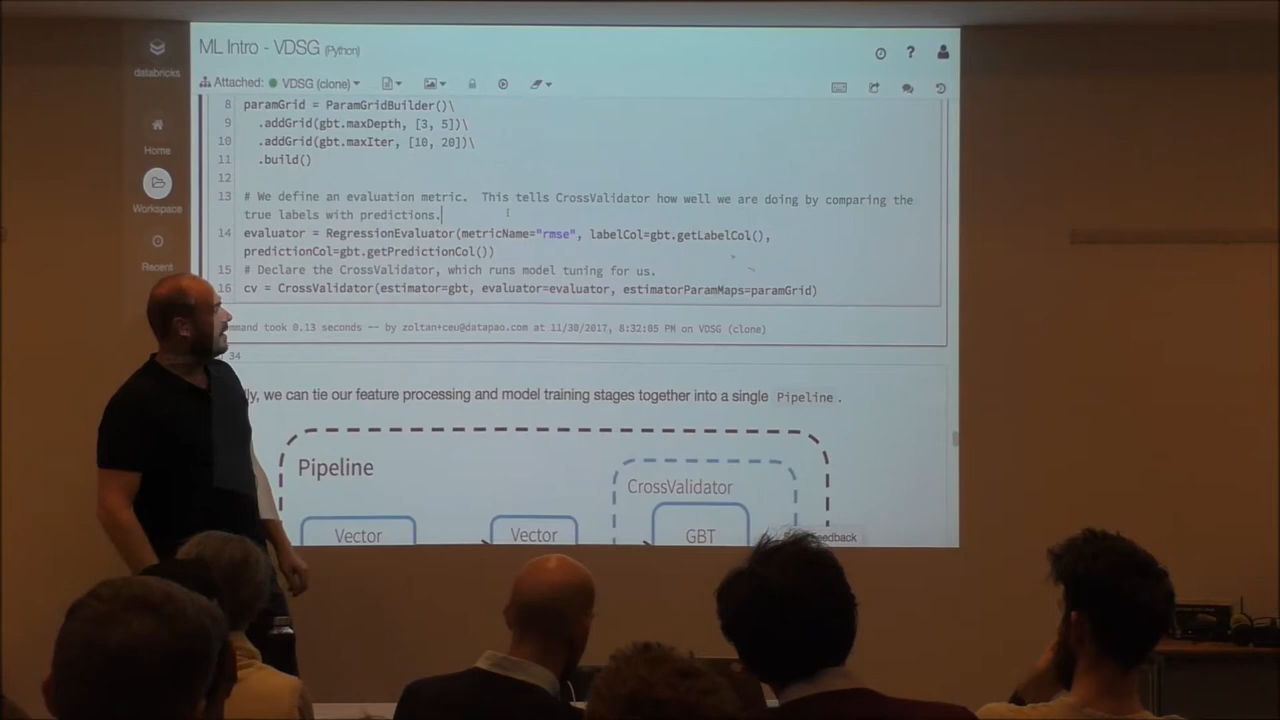 ML Intro - VDSG (Python)
databricks
Attached: VDSG (clone)
Home
Workspace
Recent
8 paramGrid = ParamGridBuilder()\
9 .addGrid(gbt.maxDepth, [3, 5])\
10 .addGrid(gbt.maxIter, [10, 20])\
11 .build()
12
13 # We define an evaluation metric.  This tells CrossValidator how well we are doing by comparing the
true labels with predictions.
14 evaluator = RegressionEvaluator(metricName="rmse", labelCol=gbt.getLabelCol(),
predictionCol=gbt.getPredictionCol())
15 # Declare the CrossValidator, which runs model tuning for us.
16 cv = CrossValidator(estimator=gbt, evaluator=evaluator, estimatorParamMaps=paramGrid)
mmand took 0.13 seconds -- by zoltan+ceu@datapao.com at 11/30/2017, 8:32:05 PM on VDSG (clone)
34
ly, we can tie our feature processing and model training stages together into a single Pipeline.
Pipeline
CrossValidator
Vector
Vector
GBT
eedback